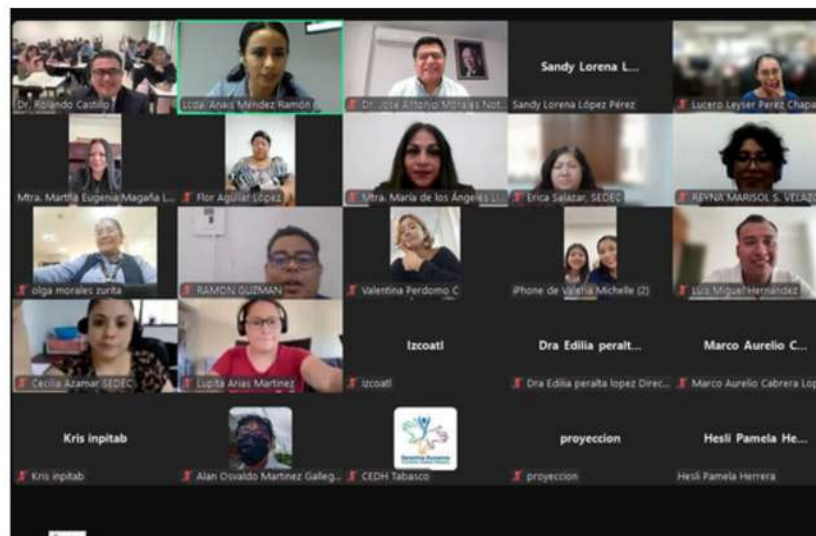 Sandy Lorena L...
Dr. Rolando Castillo
Lcda. Anais Méndez Ramón
Dr. José Antonio Morales Not...
Sandy Lorena López Pérez
Lucero Leyser Perez Chapa
Mtra. Martha Eugenia Magaña L...
Flor Aguilar López
Mtra. María de los Ángeles
Erica Salazar, SEDEC
REYNA MARISOL S. VELAZ
olga morales zurita
RAMON GUZMAN
Valentina Perdomo C
iPhone de Valeria Michelle (2)
Luis Miguel Hernández
Izcoatl
Dra Edilia peralt...
Marco Aurelio C...
Cecilia Azamar SEDEC
Lupita Arias Martinez
Izcoatl
Dra Edilia peralta lopez Direc...
Marco Aurelio Cabrera Lop
Kris inpitab
Derechos Humanos
proyeccion
Hesli Pamela He...
Kris inpitab
Alan Osvaldo Martinez Galleg...
CEDH Tabasco
proyeccion
Hesli Pamela Herrera